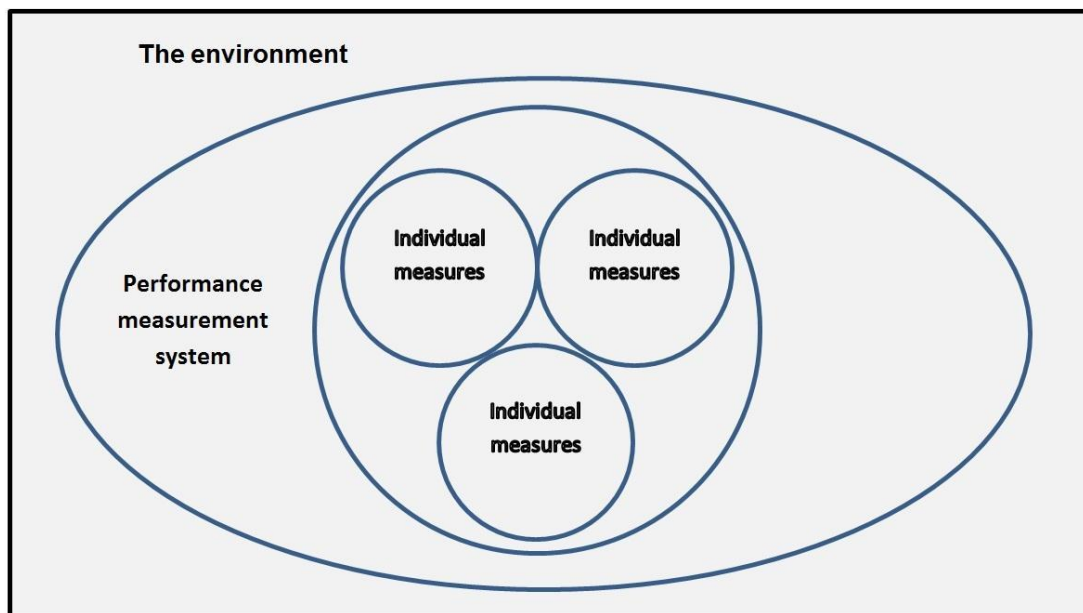 The environment
Individual
measures
Individual
measures
Performance
measurement
system
Individual
measures